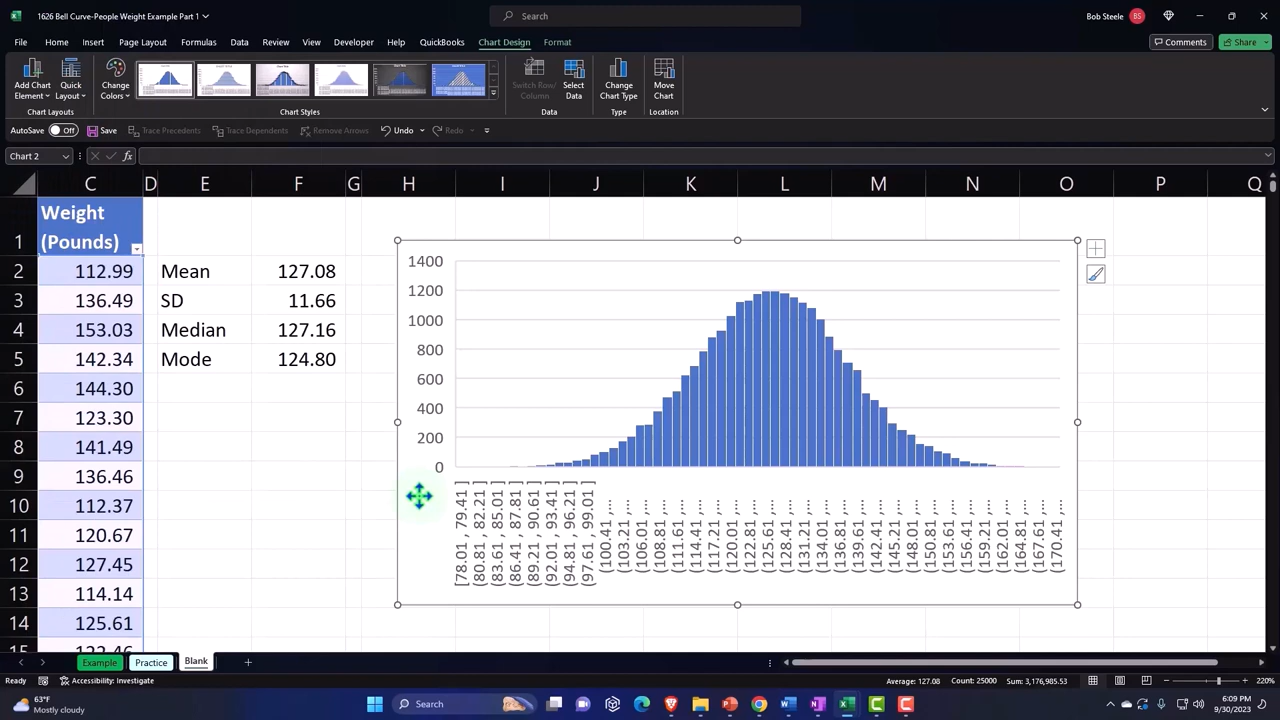 1626 Bell Curve-People Weight Example Part 1
Search
Bob Steele BS
File Home Insert Page Layout Formulas Data Review View Developer Help QuickBooks Chart Design Format
Comments Share
Add Chart Element
Quick Layout
Change Colors
Switch Row/Column
Select Data
Change Chart Type
Move Chart
Chart Layouts Chart Styles Data Type Location
AutoSave Off Save Trace Precedents Trace Dependents Remove Arrows Undo Redo
Chart 2 fx
C D E F G H I J K L M N O P Q
Weight
1 (Pounds)
2 112.99 Mean 127.08
3 136.49 SD 11.66
4 153.03 Median 127.16
5 142.34 Mode 124.80
6 144.30
7 123.30
8 141.49
9 136.46
10 112.37
11 120.67
12 127.45
13 114.14
14 125.61
15
1400
1200
1000
800
600
400
200
0
[78.01 , 79.41 ]
(80.81 , 82.21 ]
(83.61 , 85.01 ]
(86.41 , 87.81 ]
(89.21 , 90.61 ]
(92.01 , 93.41 ]
(94.81 , 96.21 ]
(97.61 , 99.01 ]
(100.41 ,...
(103.21 ,...
(106.01 ,...
(108.81 ,...
(111.61 ,...
(114.41 ,...
(117.21 ,...
(120.01 ,...
(122.81 ,...
(125.61 ,...
(128.41 ,...
(131.21 ,...
(134.01 ,...
(136.81 ,...
(139.61 ,...
(142.41 ,...
(145.21 ,...
(148.01 ,...
(150.81 ,...
(153.61 ,...
(156.41 ,...
(159.21 ,...
(162.01 ,...
(164.81 ,...
(167.61 ,...
(170.41 ,...
Example Practice Blank
Ready Accessibility: Investigate Average: 127.08 Count: 25000 Sum: 3,176,985.53 220%
63°F
Mostly cloudy
Search
6:09 PM
9/30/2023